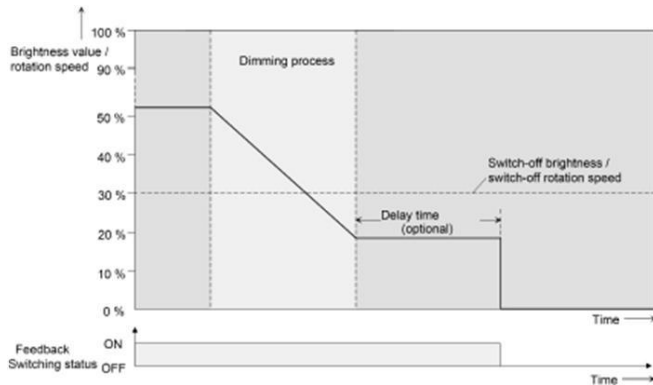 100 %
Brightness value /
rotation speed
90 %
Dimming process
50 %
40 %
Switch-off brightness /
switch-off rotation speed
30 %
Delay time
(optional)
20 %
10 %
0 %
Time
Feedback
Switching status
ON
OFF
Time